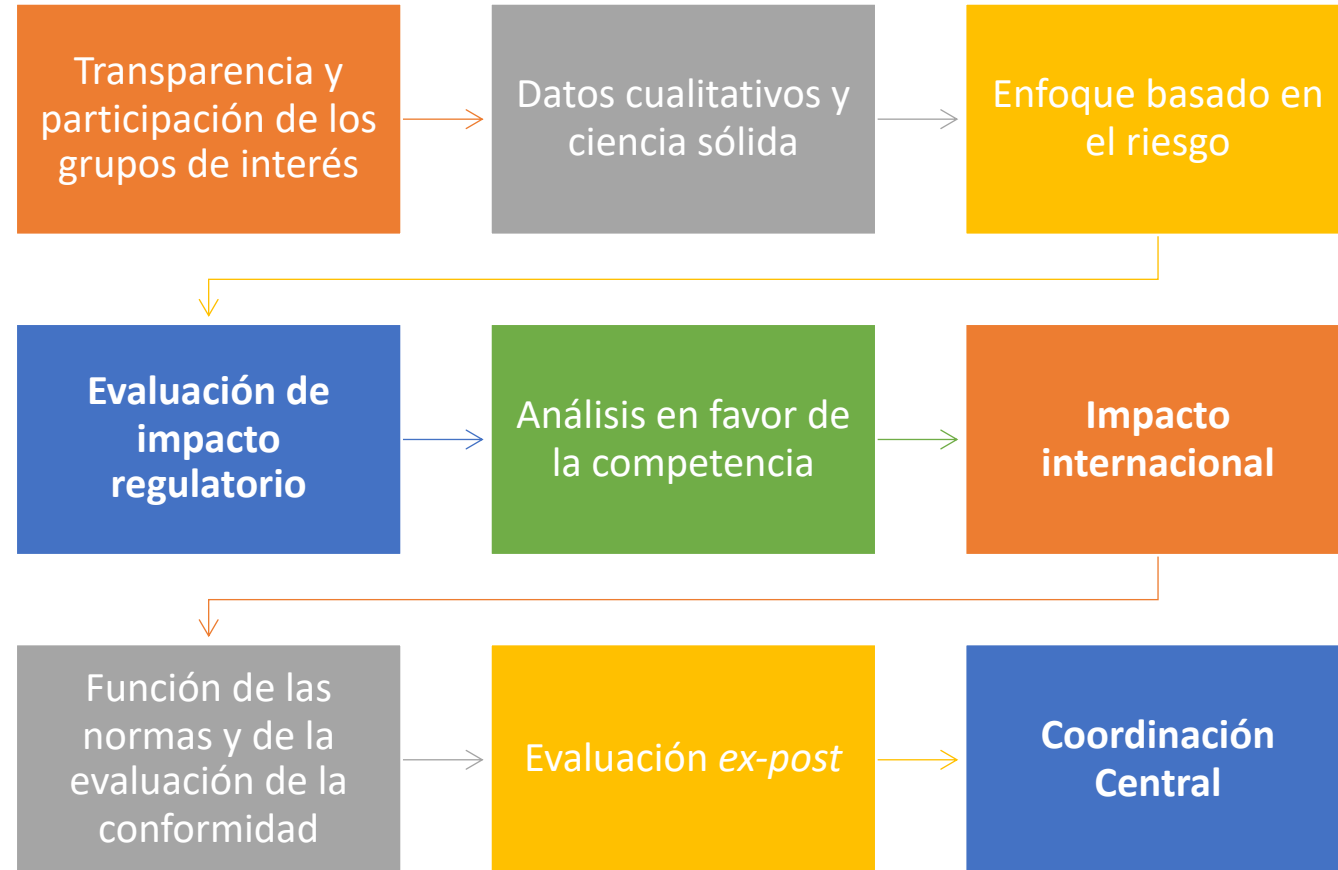 Transparencia y
participación de los
grupos de interés
Datos cualitativos y
ciencia sólida
Enfoque basado en
el riesgo
Evaluación de
impacto
regulatorio
Análisis en favor de
la competencia
Impacto
internacional
Función de las
normas y de la
evaluación de la
conformidad
Evaluación ex-post
Coordinación
Central